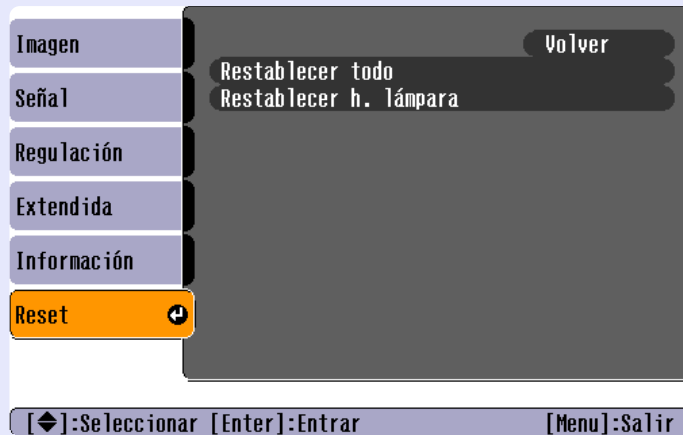 Imagen
Señal
Regulación
Extendida
Información
Reset
Volver
Restablecer todo
Restablecer h. lámpara
[◆]:Seleccionar [Enter]:Entrar [Menu]:Salir